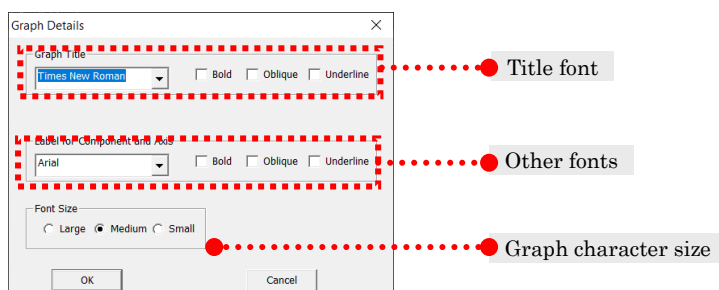 Graph Details
Graph Title
Times New Roman
Bold
Oblique
Underline
Title font
Label for Component and Axis
Arial
Bold
Oblique
Underline
Other fonts
Font Size
Large
Medium
Small
Graph character size
OK
Cancel